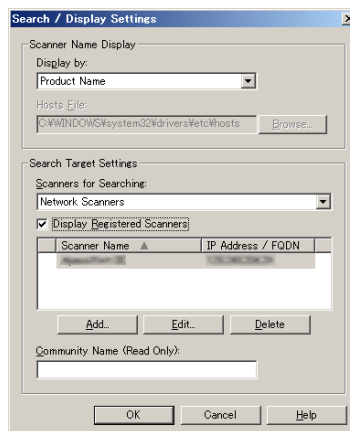 Search / Display Settings
Scanner Name Display
Display by:
Product Name
Hosts File:
C:¥WINDOWS¥system32¥drivers¥etc¥hosts
Browse...
Search Target Settings
Scanners for Searching:
Network Scanners
Display Registered Scanners
Scanner Name IP Address / FQDN
Add... Edit... Delete
Community Name (Read Only):
OK Cancel Help